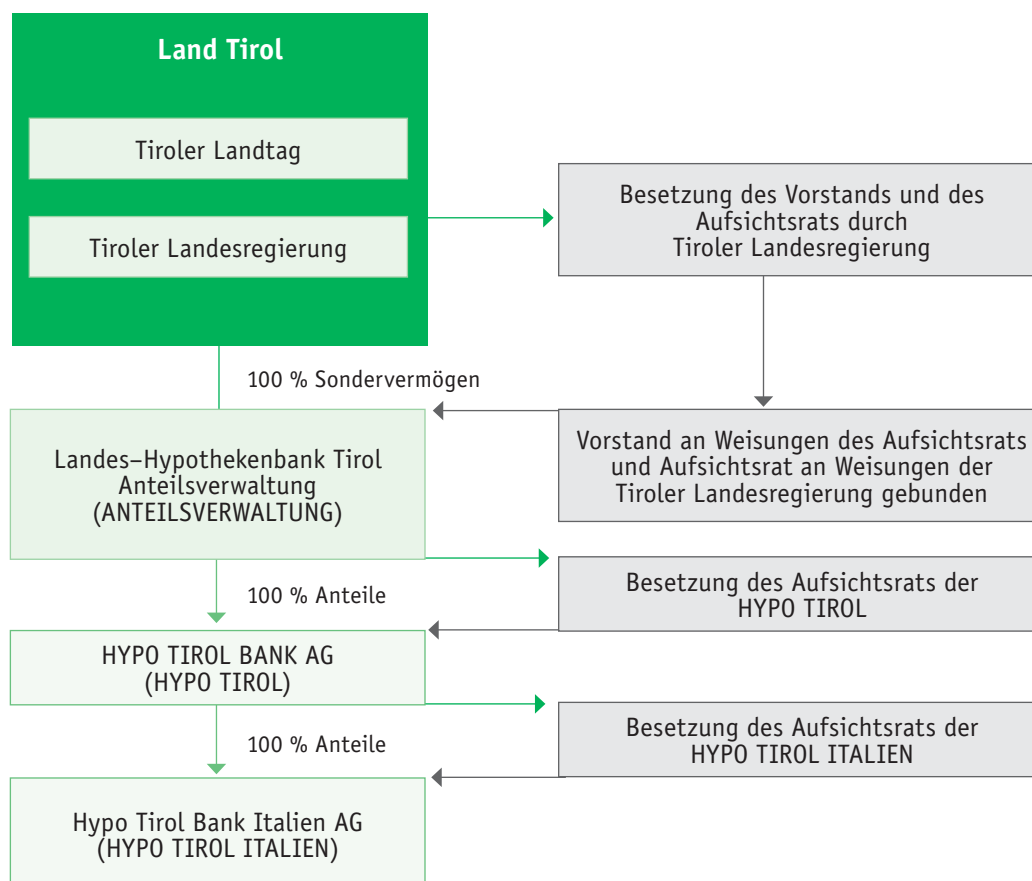 Land Tirol
Tiroler Landtag
Tiroler Landesregierung
Besetzung des Vorstands und des
Aufsichtsrats durch
Tiroler Landesregierung
100 % Sondervermögen
Landes–Hypothekenbank Tirol
Anteilsverwaltung
(ANTEILSVERWALTUNG)
Vorstand an Weisungen des Aufsichtsrats
und Aufsichtsrat an Weisungen der
Tiroler Landesregierung gebunden
100 % Anteile
Besetzung des Aufsichtsrats der
HYPO TIROL
HYPO TIROL BANK AG
(HYPO TIROL)
100 % Anteile
Besetzung des Aufsichtsrats der
HYPO TIROL ITALIEN
Hypo Tirol Bank Italien AG
(HYPO TIROL ITALIEN)